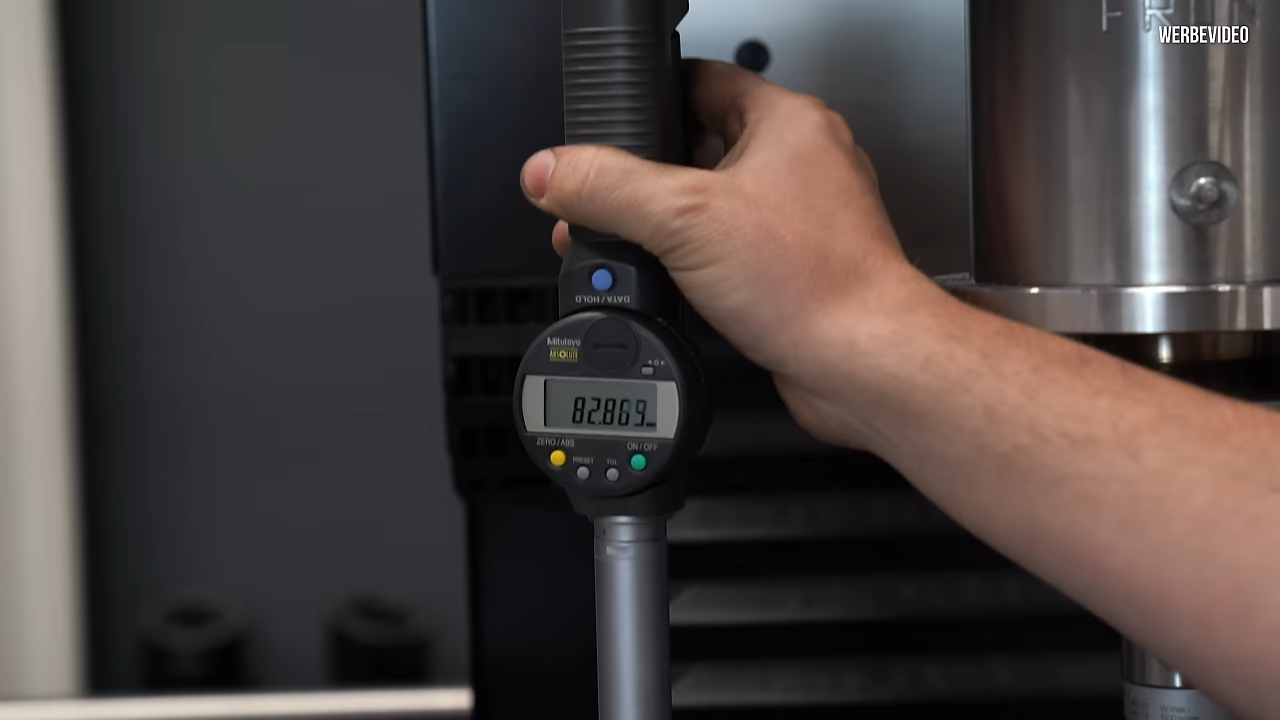 WERBEVIDEO
DATA / HOLD
Mitutoyo
ABSOLUTE
82.869
ZERO / ABS
ON / OFF
PRESET
TOL